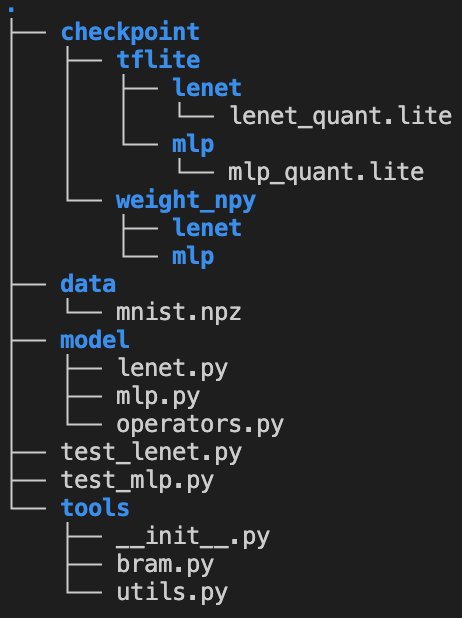 .
├── checkpoint
│   ├── tflite
│   │   ├── lenet
│   │   │   └── lenet_quant.lite
│   │   └── mlp
│   │       └── mlp_quant.lite
│   └── weight_npy
│       ├── lenet
│       └── mlp
├── data
│   └── mnist.npz
├── model
│   ├── lenet.py
│   ├── mlp.py
│   └── operators.py
├── test_lenet.py
├── test_mlp.py
└── tools
    ├── __init__.py
    ├── bram.py
    └── utils.py